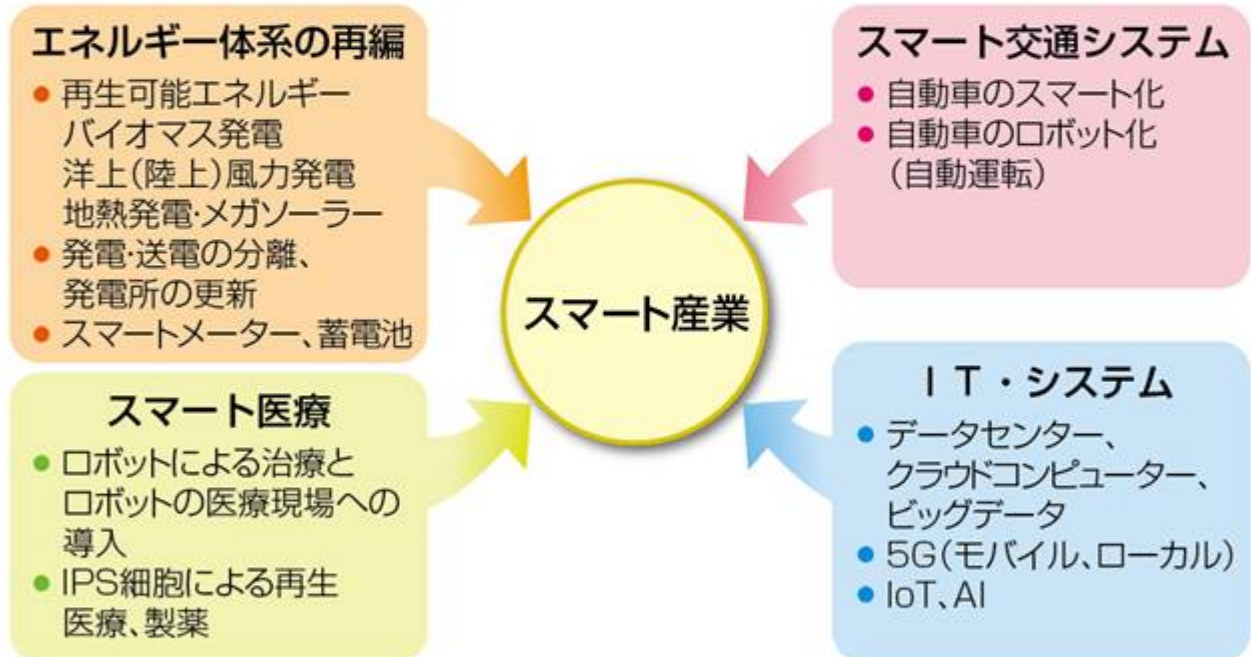 エネルギー体系の再編
● 再生可能エネルギー
バイオマス発電
洋上(陸上)風力発電
地熱発電・メガソーラー
● 発電・送電の分離、
発電所の更新
● スマートメーター、蓄電池
スマート医療
● ロボットによる治療と
ロボットの医療現場への
導入
● IPS細胞による再生
医療、製薬
スマート産業
スマート交通システム
● 自動車のスマート化
● 自動車のロボット化
(自動運転)
IT・システム
● データセンター、
クラウドコンピューター、
ビッグデータ
● 5G(モバイル、ローカル)
● IoT、AI